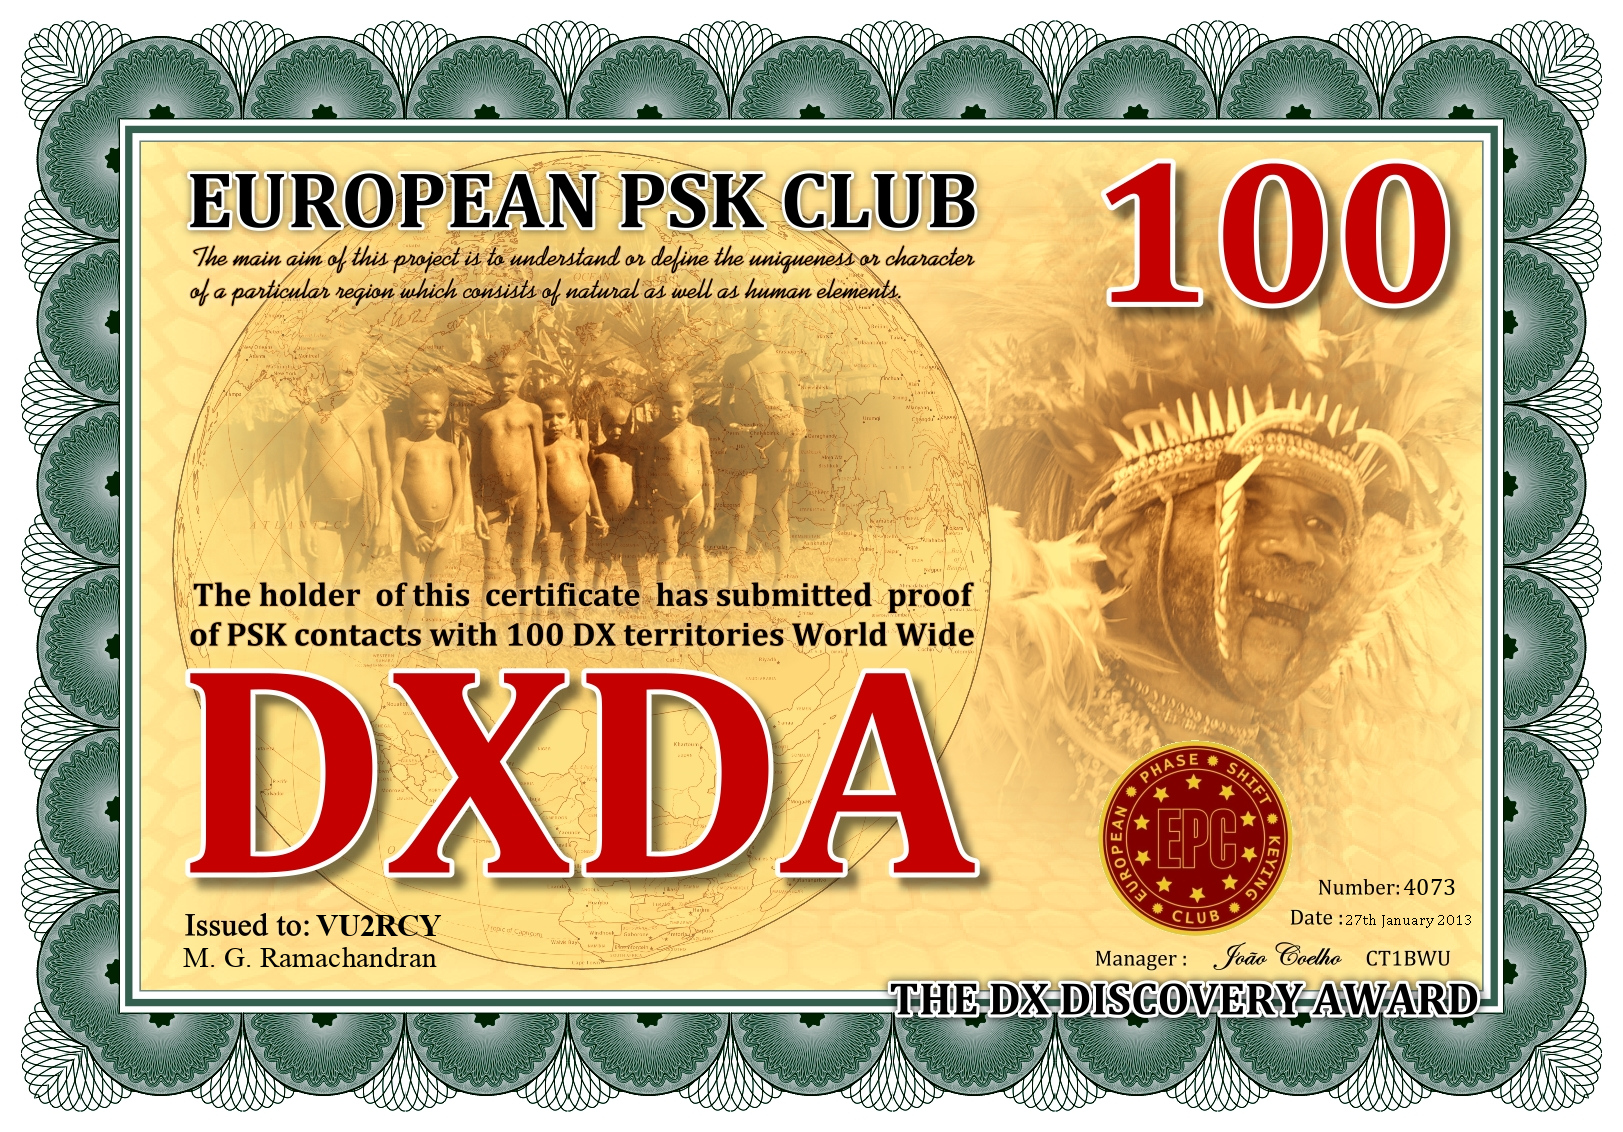 EUROPEAN PSK CLUB
100
The main aim of this project is to understand or define the uniqueness or character
of a particular region which consists of natural as well as human elements.
The holder of this certificate has submitted proof
of PSK contacts with 100 DX territories World Wide
DXDA
EUROPEAN PHASE SHIFT KEYING CLUB
EPC
Number: 4073
Issued to: VU2RCY
Date : 27th January 2013
M. G. Ramachandran
Manager : João Coelho CT1BWU
THE DX DISCOVERY AWARD